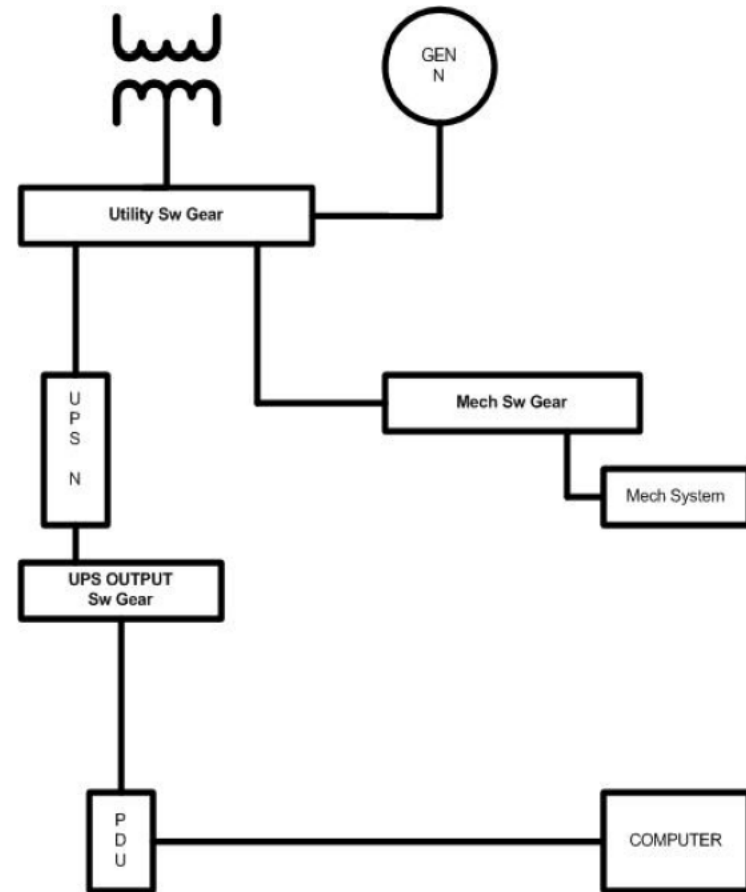 GEN
N
Utility Sw Gear
U
P
S
N
Mech Sw Gear
Mech System
UPS OUTPUT
Sw Gear
P
D
U
COMPUTER